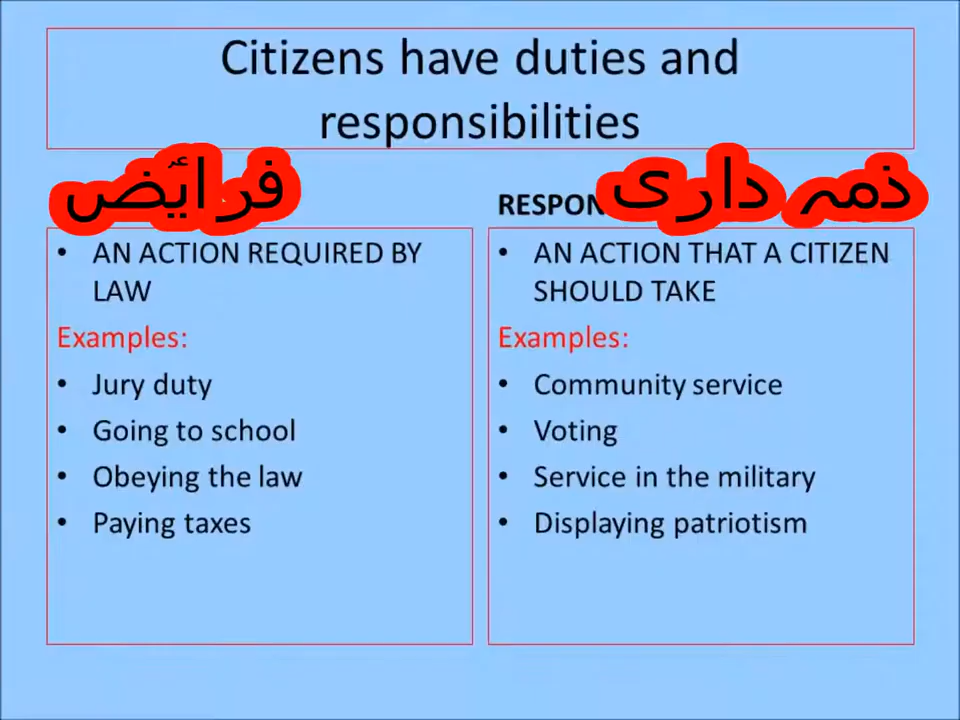 Citizens have duties and
responsibilities
فرائض
ذمہ داری
RESPON
• AN ACTION REQUIRED BY
LAW
Examples:
• Jury duty
• Going to school
• Obeying the law
• Paying taxes
• AN ACTION THAT A CITIZEN
SHOULD TAKE
Examples:
• Community service
• Voting
• Service in the military
• Displaying patriotism